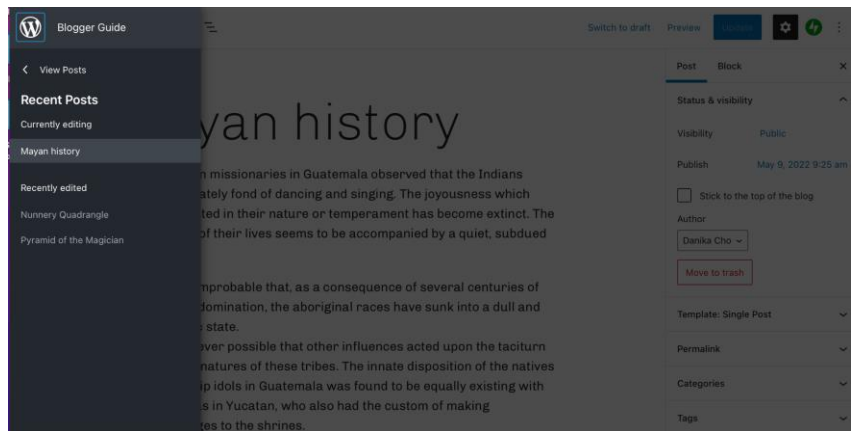 Blogger Guide
Switch to draft Preview Update
View Posts
Recent Posts
Currently editing
Mayan history
Recently edited
Nunnery Quadrangle
Pyramid of the Magician
yan history
n missionaries in Guatemala observed that the Indians
ately fond of dancing and singing. The joyousness which
ted in their nature or temperament has become extinct. The
of their lives seems to be accompanied by a quiet, subdued
mprobable that, as a consequence of several centuries of
domination, the aboriginal races have sunk into a dull and
state.
ever possible that other influences acted upon the taciturn
natures of these tribes. The innate disposition of the natives
ip idols in Guatemala was found to be equally existing with
s in Yucatan, who also had the custom of making
ges to the shrines.
Post Block
Status & visibility
Visibility Public
Publish May 9, 2022 9:25 am
Stick to the top of the blog
Author
Danika Cho
Move to trash
Template: Single Post
Permalink
Categories
Tags